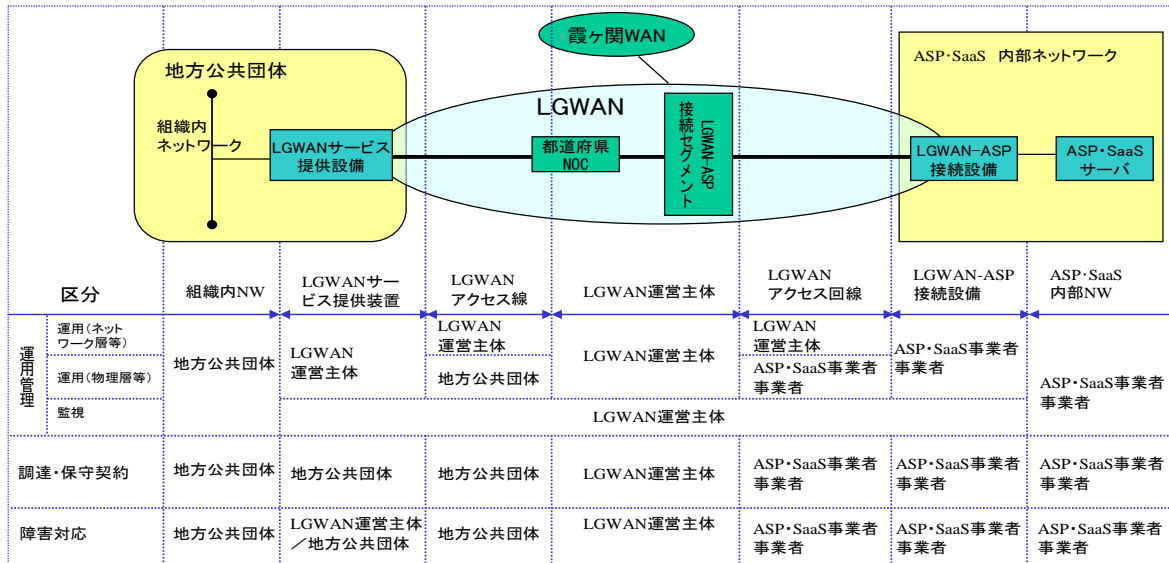 霞ヶ関WAN
地方公共団体
組織内
ネットワーク
LGWANサービス
提供設備
LGWAN
都道府県
NOC
LGWAN-ASP
接続セグメント
ASP･SaaS 内部ネットワーク
LGWAN-ASP
接続設備
ASP・SaaS
サーバ
区分
組織内NW
LGWANサー
ビス提供装置
LGWAN
アクセス線
LGWAN運営主体
LGWAN
アクセス回線
LGWAN-ASP
接続設備
ASP･SaaS
内部NW
運用管理
運用(ネット
ワーク層等)
運用(物理層等)
監視
地方公共団体
LGWAN
運営主体
LGWAN
運営主体
地方公共団体
LGWAN運営主体
LGWAN
運営主体
ASP･SaaS事業者
事業者
ASP･SaaS事業者
事業者
ASP･SaaS事業者
事業者
LGWAN運営主体
調達・保守契約
地方公共団体
地方公共団体
地方公共団体
LGWAN運営主体
ASP･SaaS事業者
事業者
ASP･SaaS事業者
事業者
ASP･SaaS事業者
事業者
障害対応
地方公共団体
LGWAN運営主体
／地方公共団体
地方公共団体
LGWAN運営主体
ASP･SaaS事業者
事業者
ASP･SaaS事業者
事業者
ASP･SaaS事業者
事業者